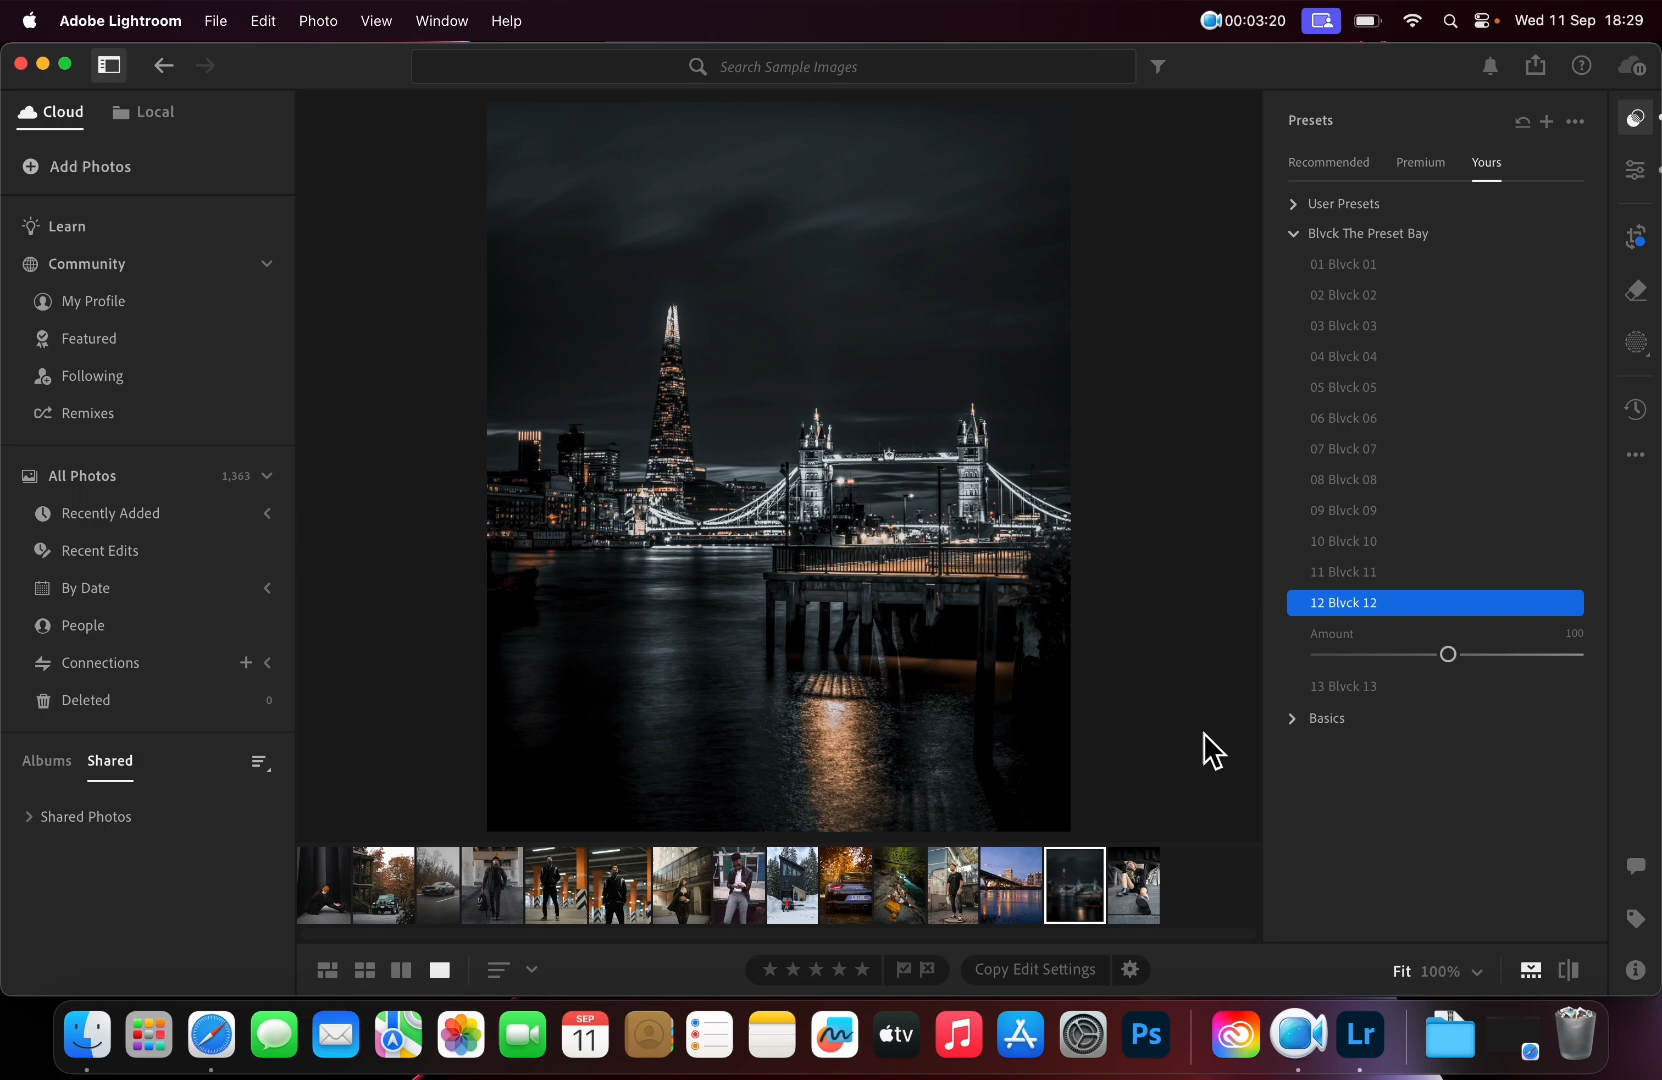 Adobe Lightroom File Edit Photo View Window Help 00:03:20 Wed 11 Sep 18:29
Search Sample Images
Cloud Local
Add Photos
Learn
Community
My Profile
Featured
Following
Remixes
All Photos 1,363
Recently Added
Recent Edits
By Date
People
Connections
Deleted 0
Albums Shared
Shared Photos
Presets
Recommended Premium Yours
User Presets
Blvck The Preset Bay
01 Blvck 01
02 Blvck 02
03 Blvck 03
04 Blvck 04
05 Blvck 05
06 Blvck 06
07 Blvck 07
08 Blvck 08
09 Blvck 09
10 Blvck 10
11 Blvck 11
12 Blvck 12
Amount 100
13 Blvck 13
Basics
Copy Edit Settings
Fit 100%
SEP
11
tv
Ps
Lr